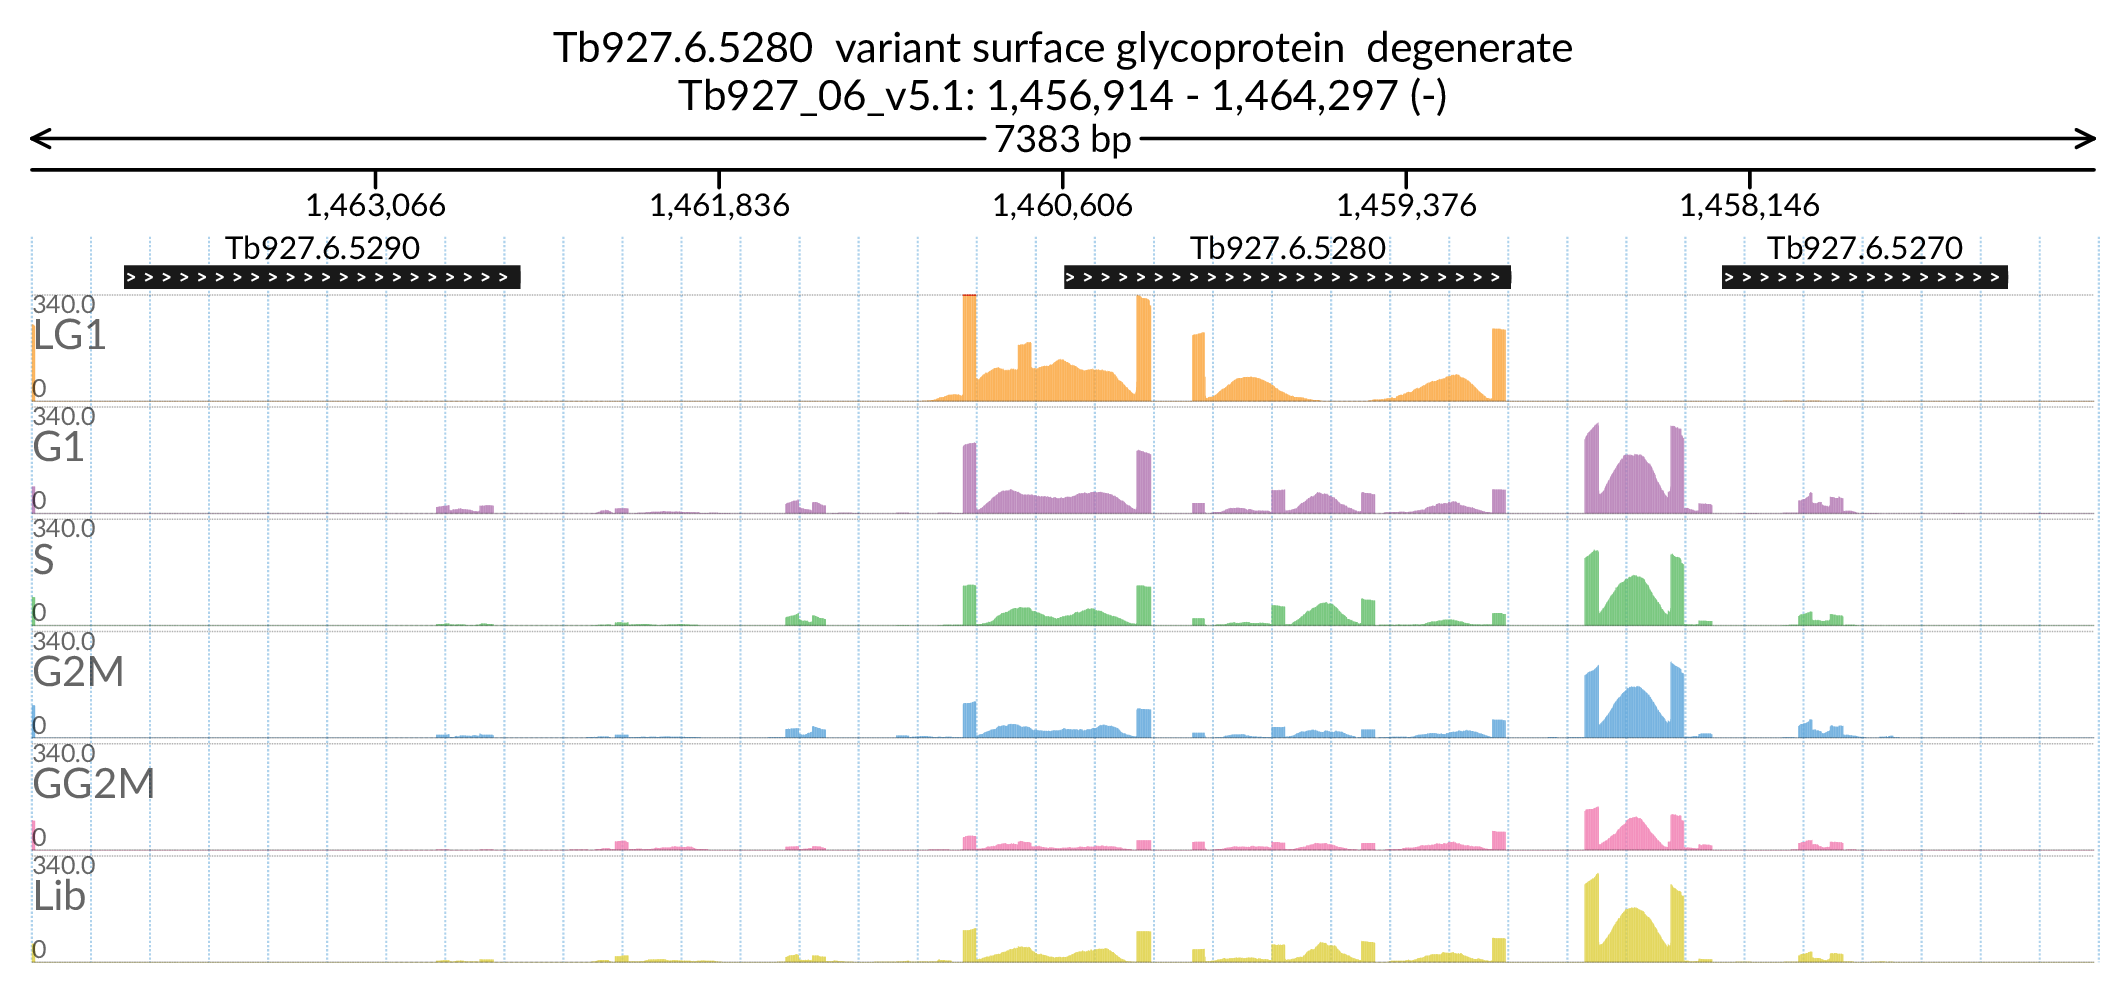 Tb927.6.5280 variant surface glycoprotein degenerate
Tb927_06_v5.1: 1,456,914 - 1,464,297 (-)
7383 bp
1,463,066 1,461,836 1,460,606 1,459,376 1,458,146
Tb927.6.5290 Tb927.6.5280 Tb927.6.5270
340.0
LG1
0
340.0
G1
0
340.0
S
0
340.0
G2M
0
340.0
GG2M
0
340.0
Lib
0